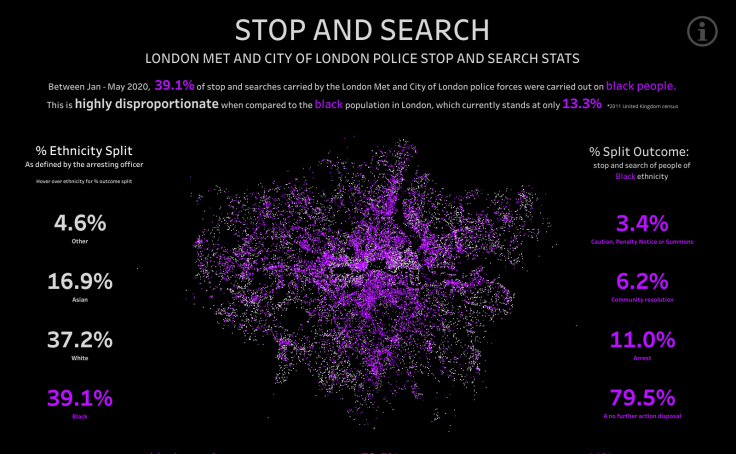 STOP AND SEARCH
LONDON MET AND CITY OF LONDON POLICE STOP AND SEARCH STATS
Between Jan - May 2020, 39.1% of stop and searches carried by the London Met and City of London police forces were carried out on black people.
This is highly disproportionate when compared to the black population in London, which currently stands at only 13.3% *2011 United Kingdom census
% Ethnicity Split
As defined by the arresting officer
Hover over ethnicity for % outcome split
4.6%
Other
16.9%
Asian
37.2%
White
39.1%
Black
% Split Outcome:
stop and search of people of
Black ethnicity
3.4%
Caution, Penalty Notice or Summons
6.2%
Community resolution
11.0%
Arrest
79.5%
A no further action disposal